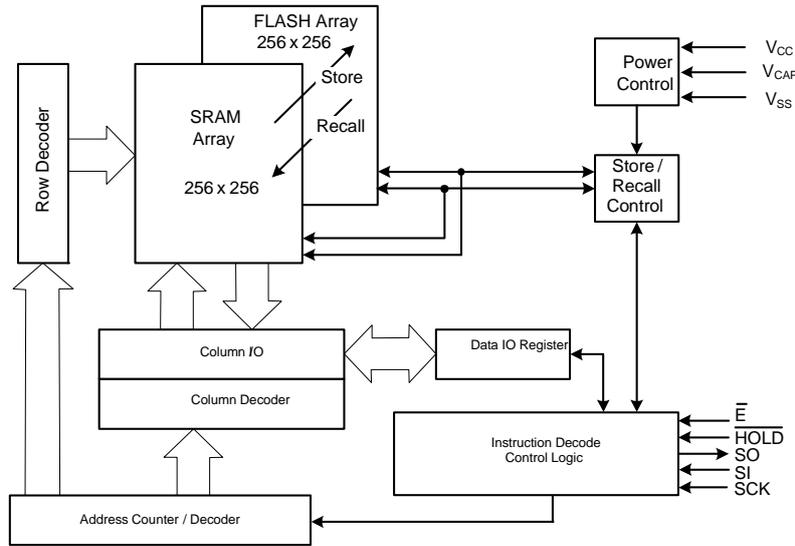 FLASH Array
256 x 256
Store
Recall
SRAM
Array
256 x 256
Row Decoder
Power
Control
VCC
VCAP
VSS
Store /
Recall
Control
Column IO
Column Decoder
Data IO Register
Instruction Decode
Control Logic
E
HOLD
SO
SI
SCK
Address Counter / Decoder